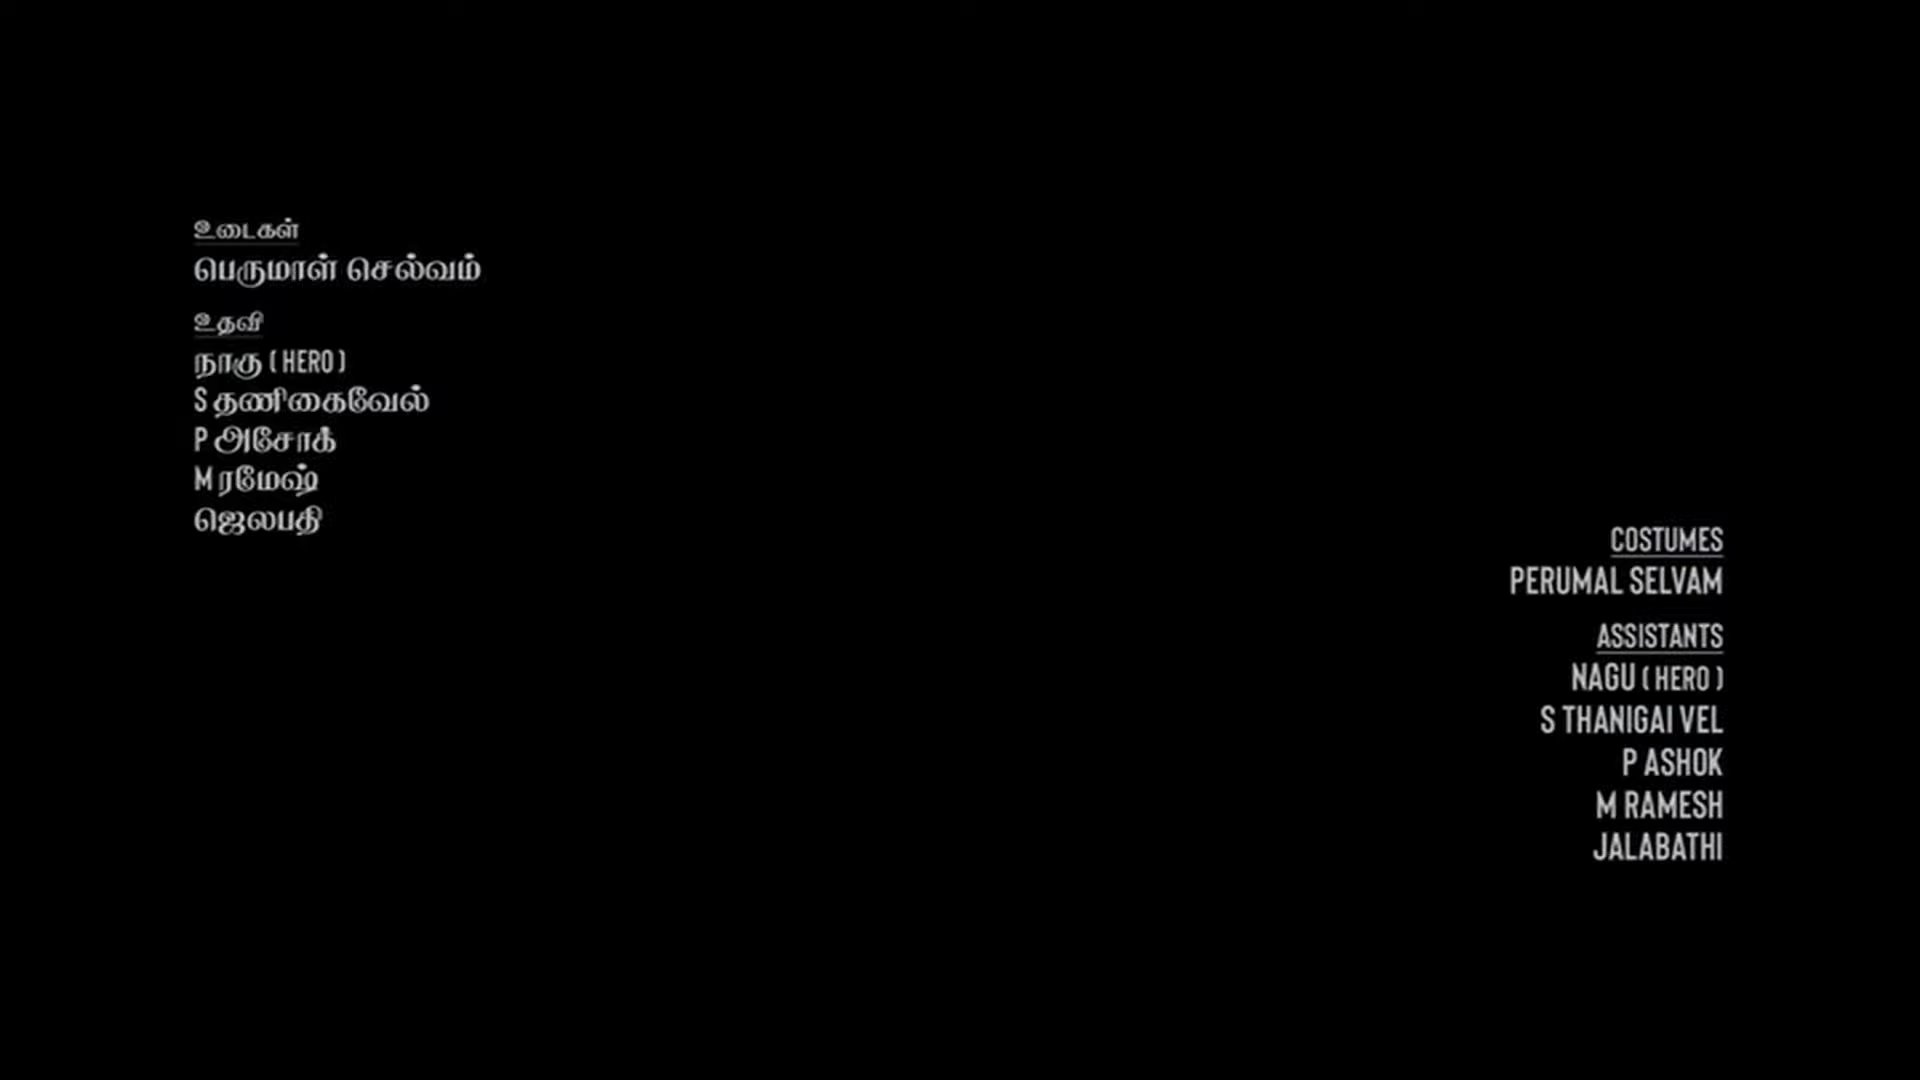 உடைகள்
பெருமாள் செல்வம்
உதவி
நாகு ( HERO )
S தணிகைவேல்
P அசோக்
M ரமேஷ்
ஜெலபதி
COSTUMES
PERUMAL SELVAM
ASSISTANTS
NAGU ( HERO )
S THANIGAI VEL
P ASHOK
M RAMESH
JALABATHI